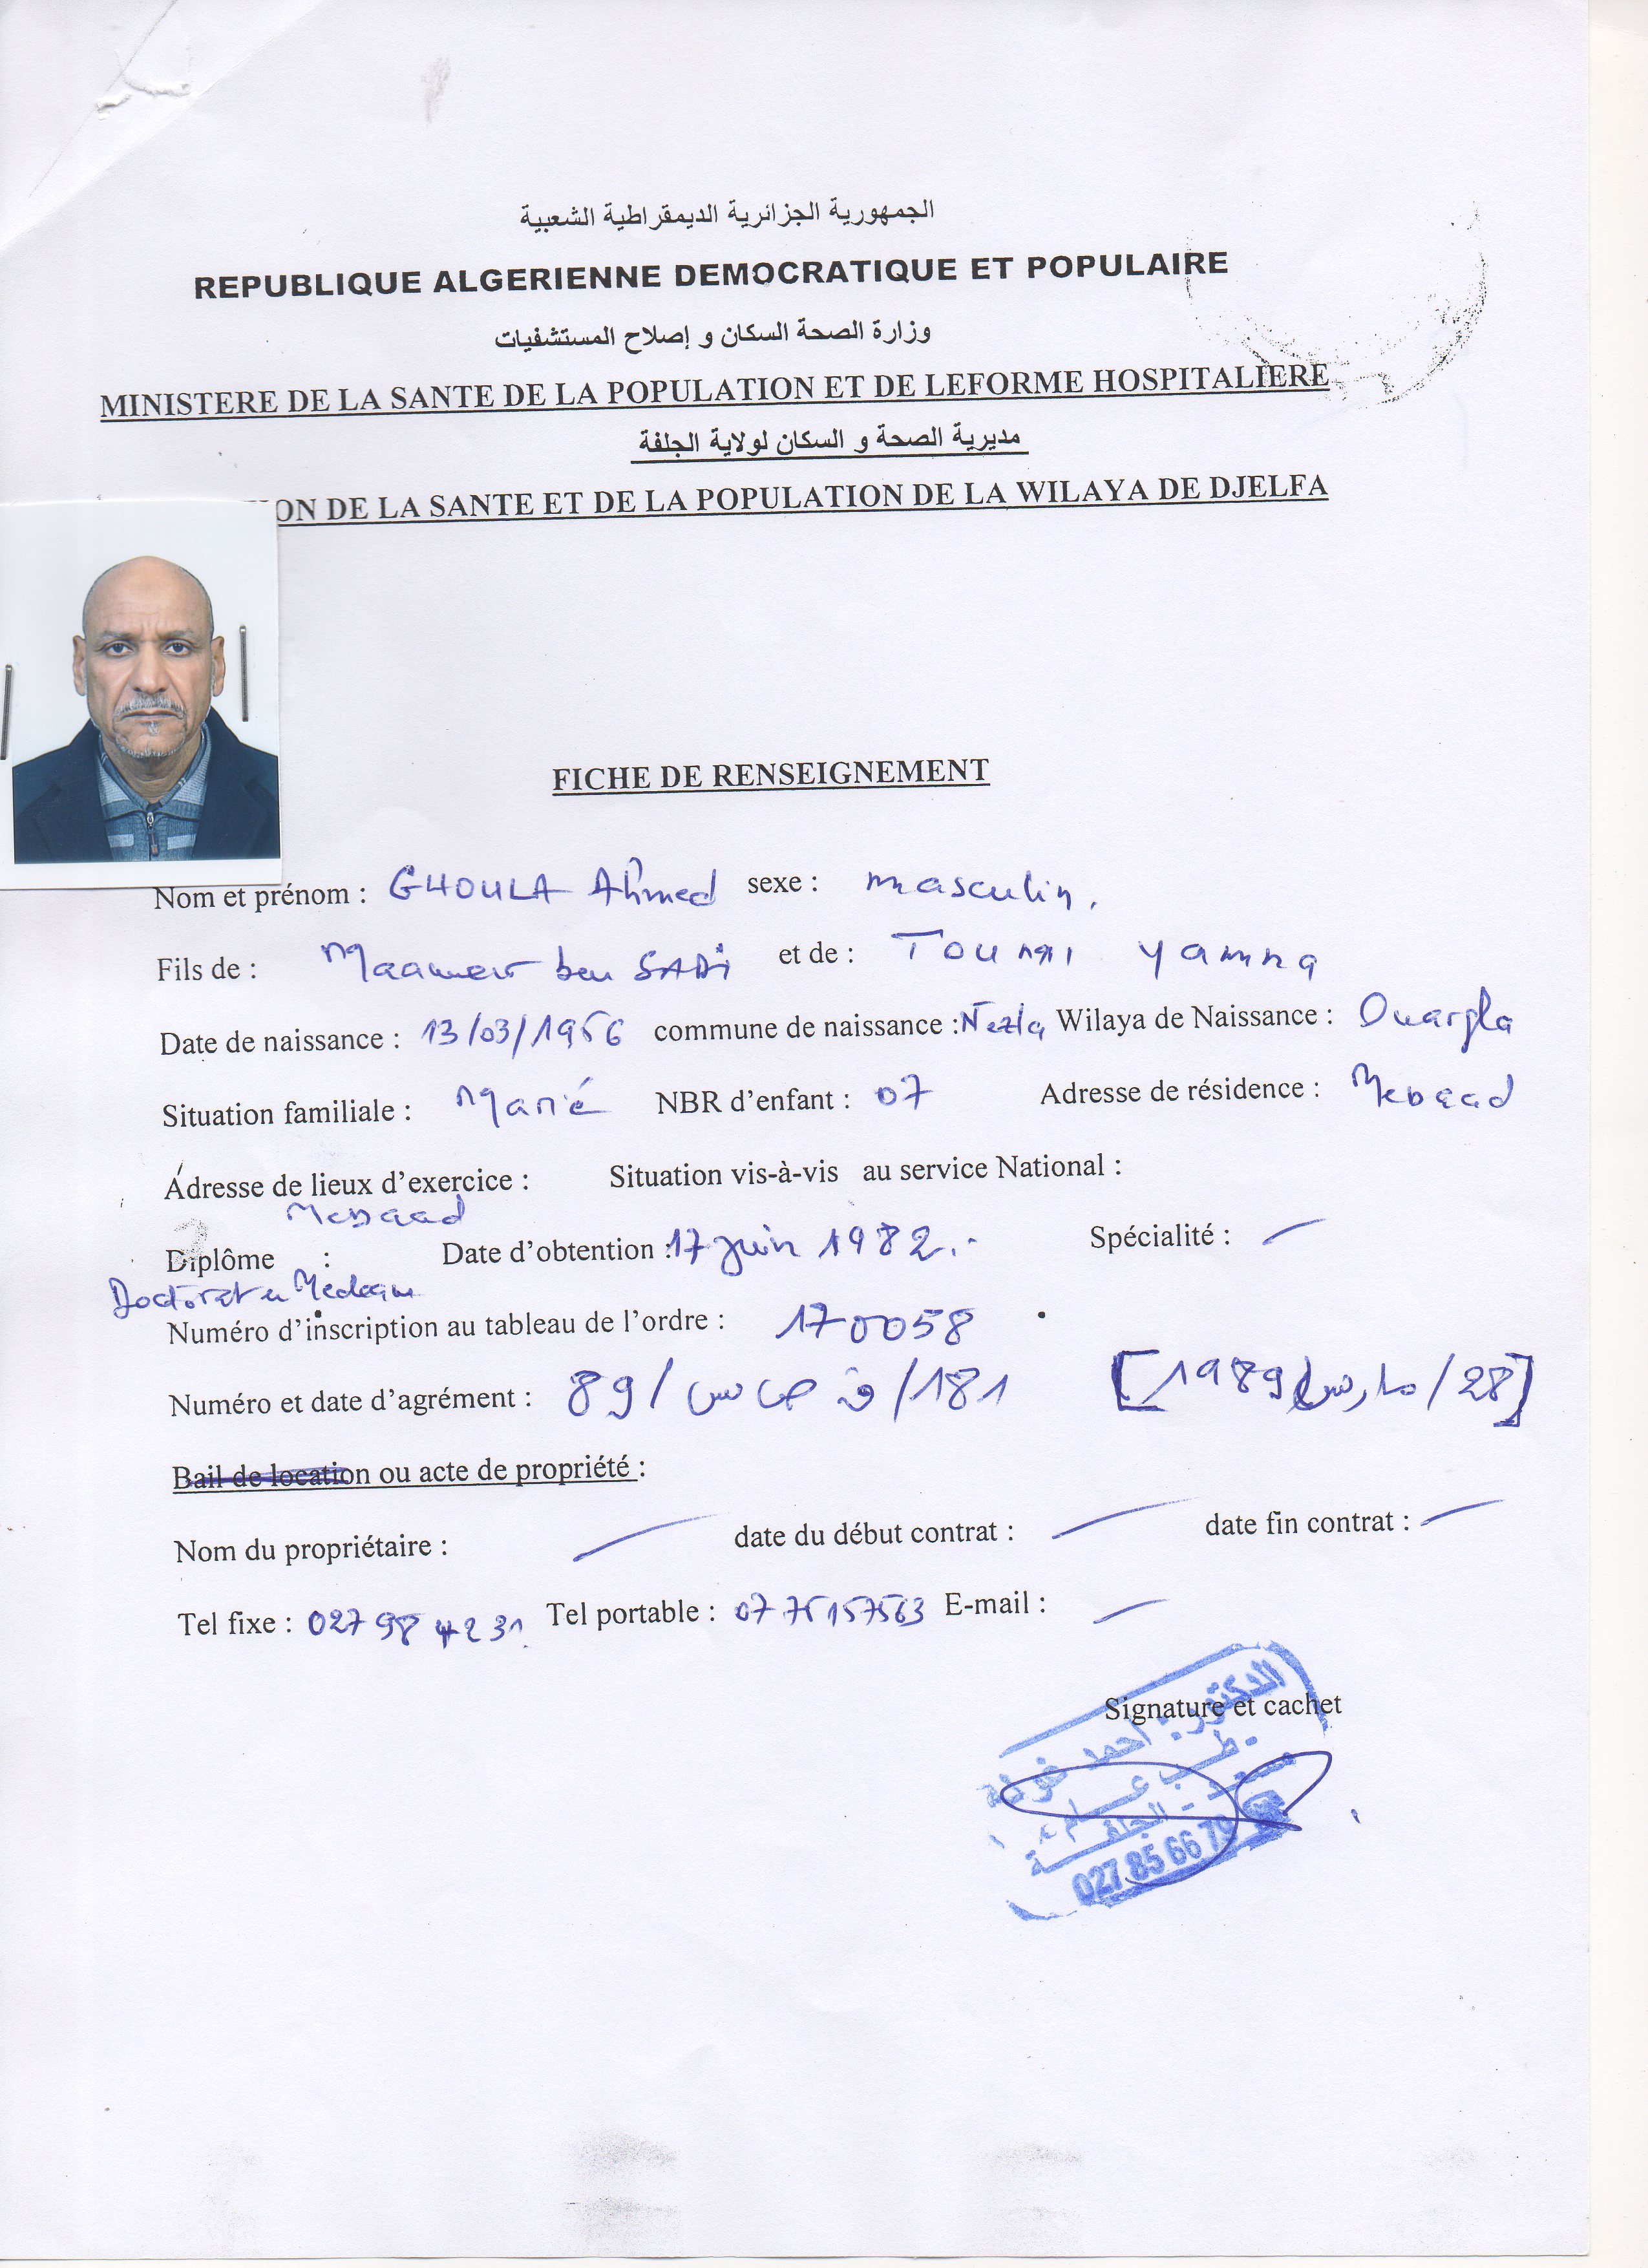 الجمهورية الجزائرية الديمقراطية الشعبية
REPUBLIQUE ALGERIENNE DEMOCRATIQUE ET POPULAIRE
وزارة الصحة السكان و إصلاح المستشفيات
MINISTERE DE LA SANTE DE LA POPULATION ET DE LEFORME HOSPITALIERE
مديرية الصحة و السكان لولاية الجلفة
ON DE LA SANTE ET DE LA POPULATION DE LA WILAYA DE DJELFA
FICHE DE RENSEIGNEMENT
Nom et prénom : GHOULA Ahmed sexe : masculin.
Fils de : Maamer ben SADi et de : TOUMI Yamna
Date de naissance : 13/03/1956 commune de naissance : Nezla Wilaya de Naissance : Ouargla
Situation familiale : Marié NBR d'enfant : 07 Adresse de résidence : Messaad
Adresse de lieux d'exercice : Situation vis-à-vis au service National :
Messaad
Diplôme : Date d'obtention : 17 juin 1982.- Spécialité :
Doctorat en Medecine
Numéro d'inscription au tableau de l'ordre : 170058
Numéro et date d'agrément : 89/ س ص /181 [1989/مارس/28]
Bail de location ou acte de propriété :
Nom du propriétaire : date du début contrat : date fin contrat :
Tel fixe : 027 98 42 31. Tel portable : 0775157563 E-mail :
Signature et cachet
الدكتور: احمد غولة
طب عام
مسعد - الجلفة
027 85 66 79